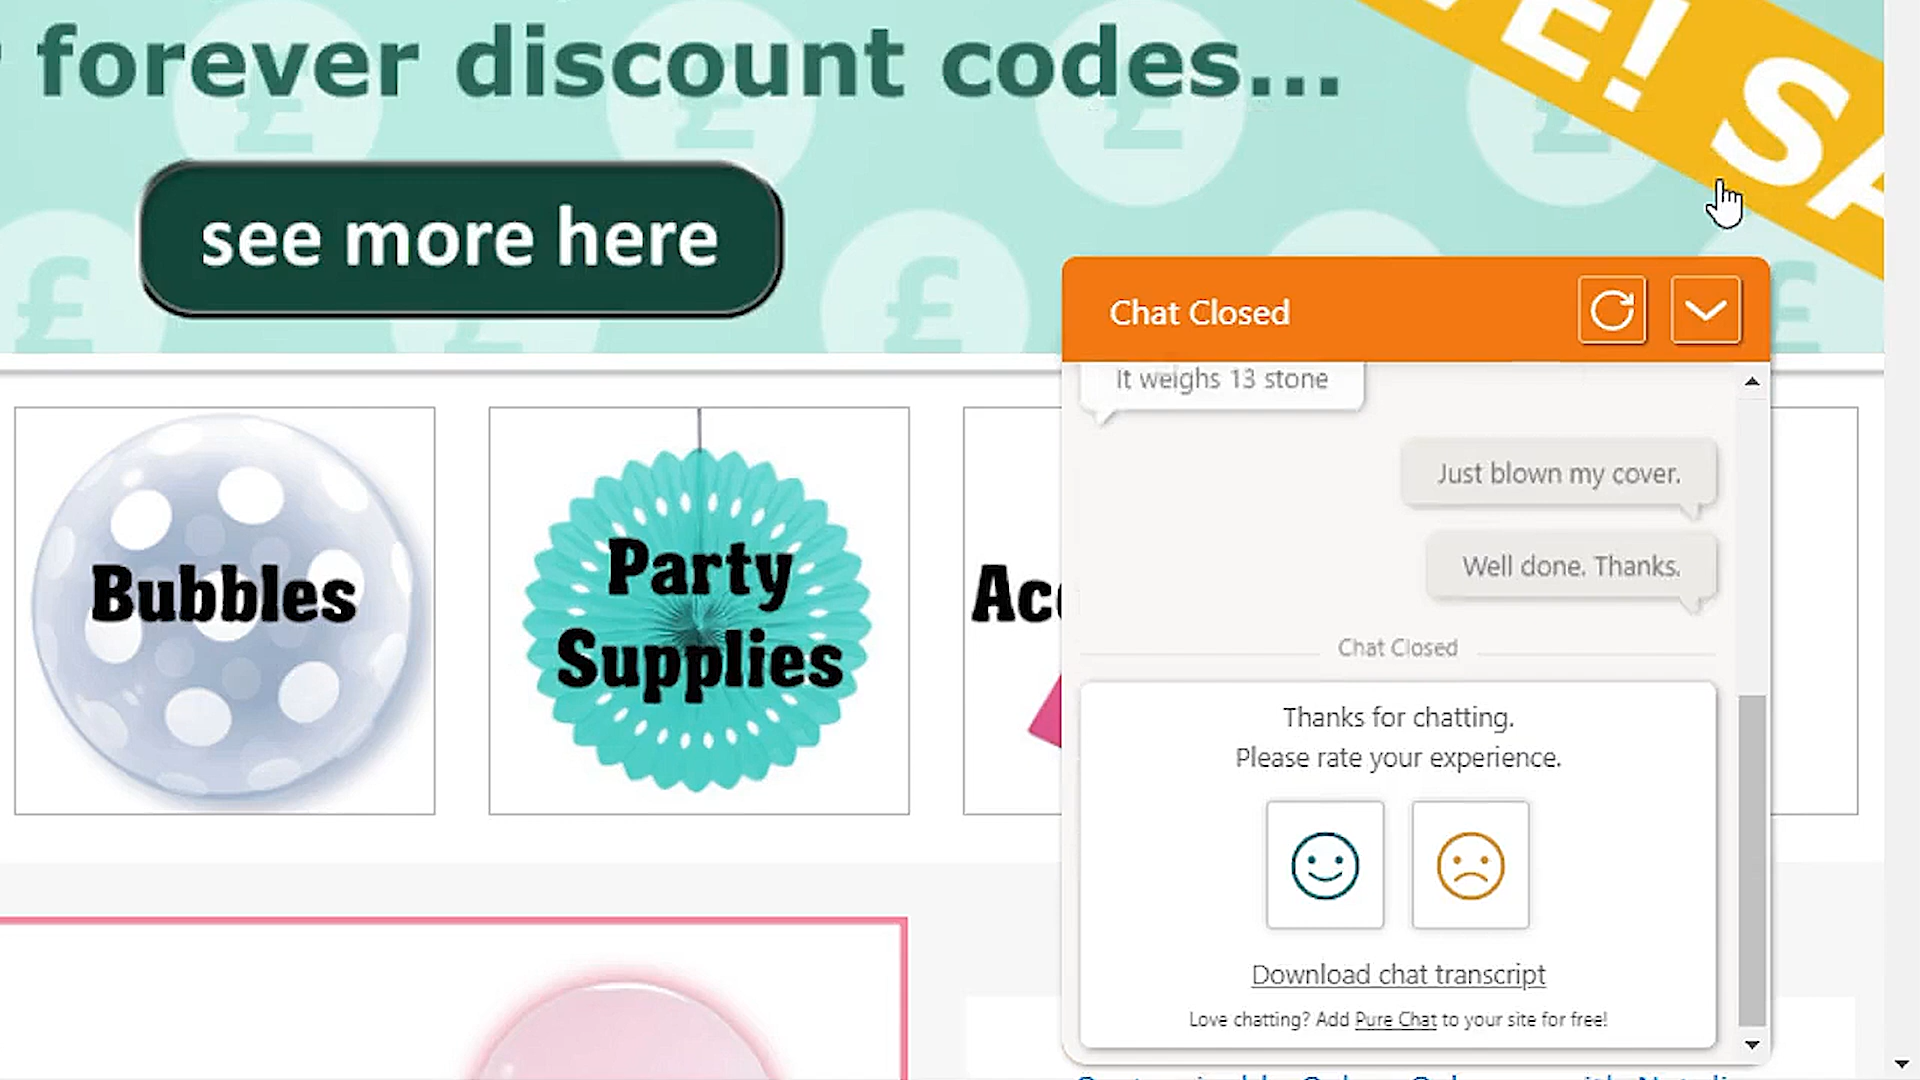 forever discount codes...
see more here
Chat Closed
It weighs 13 stone
Just blown my cover.
Well done. Thanks.
Chat Closed
Thanks for chatting.
Please rate your experience.
Download chat transcript
Love chatting? Add Pure Chat to your site for free!
Bubbles
Party
Supplies